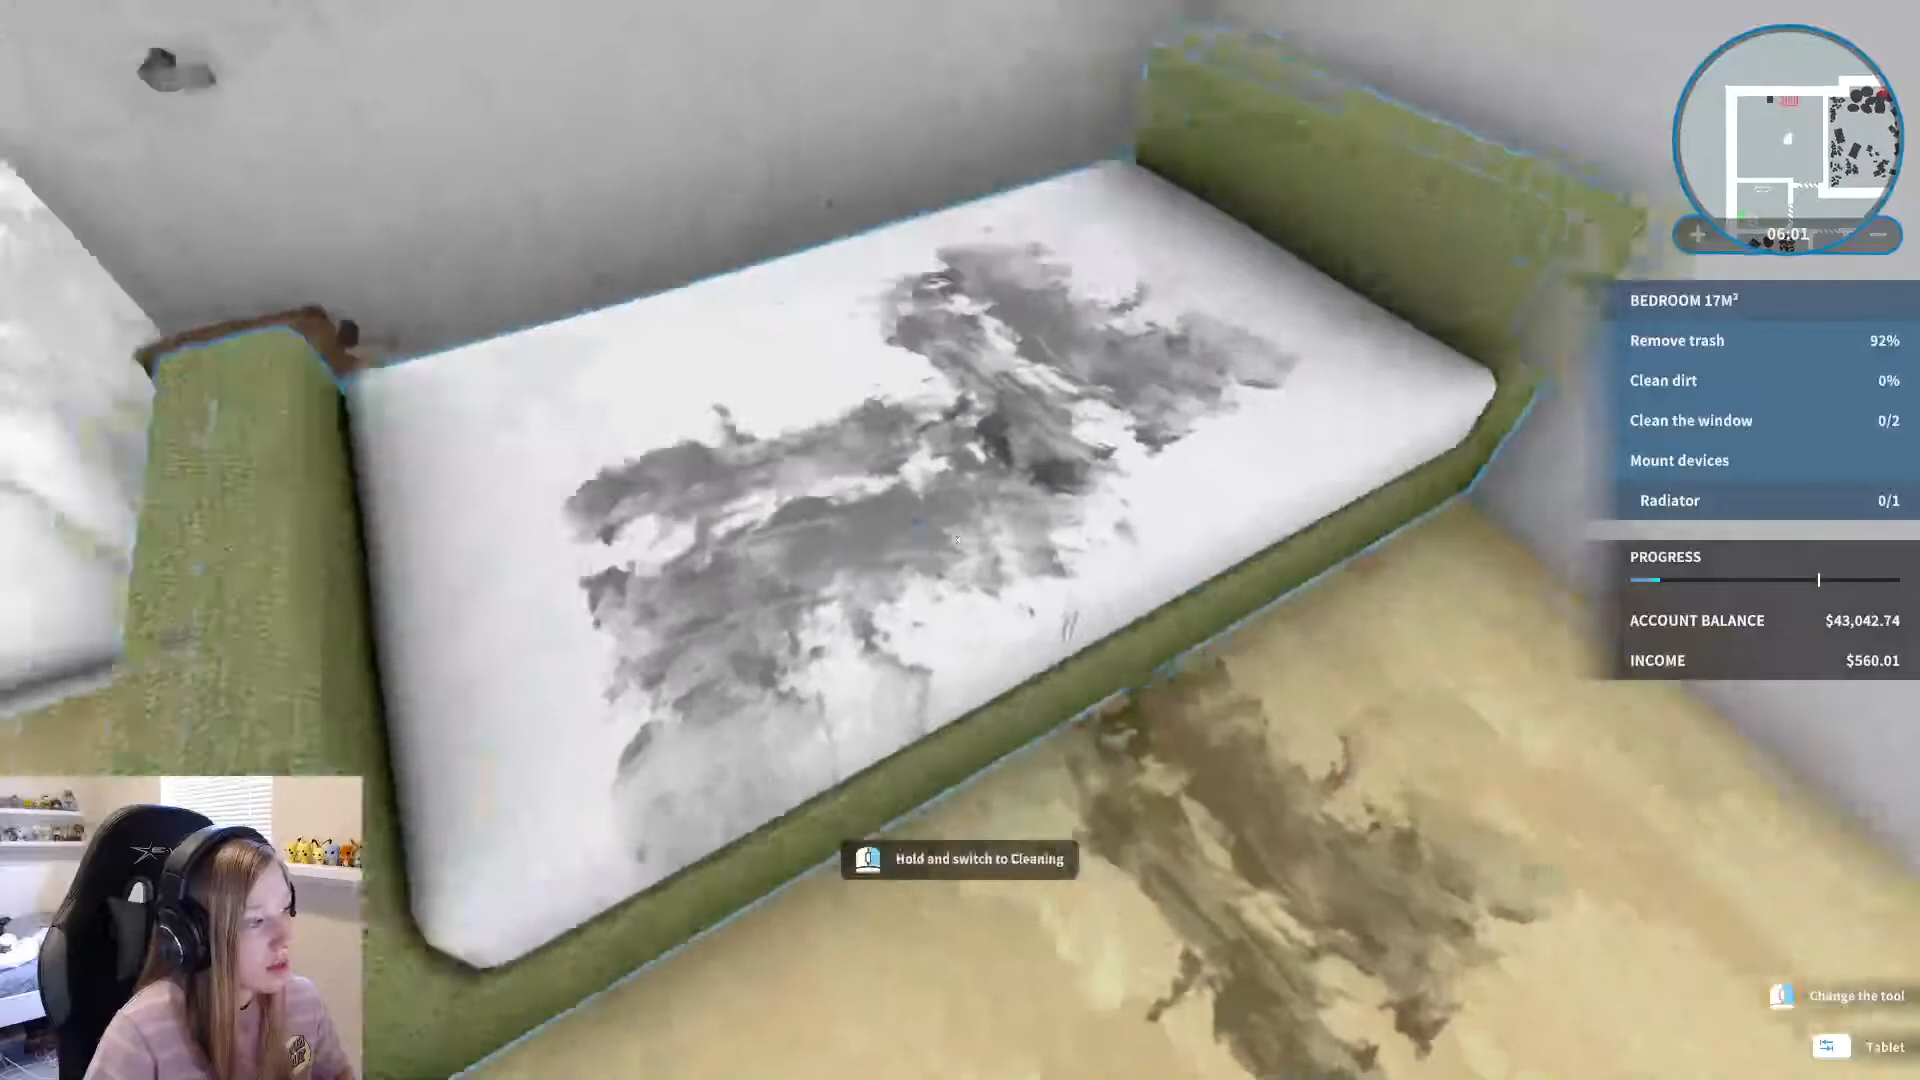 06:01
BEDROOM 17M²
Remove trash 92%
Clean dirt 0%
Clean the window 0/2
Mount devices
Radiator 0/1
PROGRESS
ACCOUNT BALANCE $43,042.74
INCOME $560.01
Hold and switch to Cleaning
Change the tool
Tablet